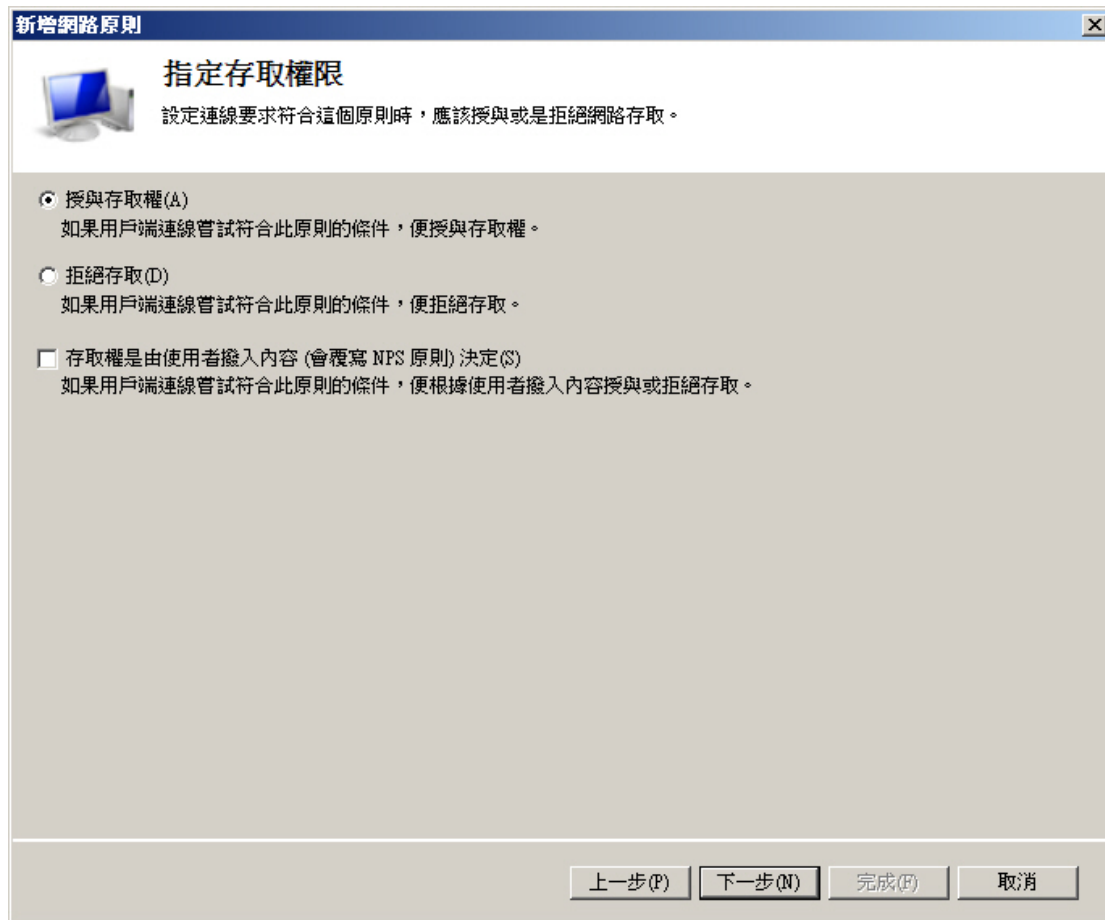 新增網路原則
指定存取權限
設定連線要求符合這個原則時，應該授與或是拒絕網路存取。
授與存取權(A)
如果用戶端連線嘗試符合此原則的條件，便授與存取權。
拒絕存取(D)
如果用戶端連線嘗試符合此原則的條件，便拒絕存取。
存取權是由使用者撥入內容 (會覆寫 NPS 原則) 決定(S)
如果用戶端連線嘗試符合此原則的條件，便根據使用者撥入內容授與或拒絕存取。
上一步(P) 下一步(N) 完成(F) 取消